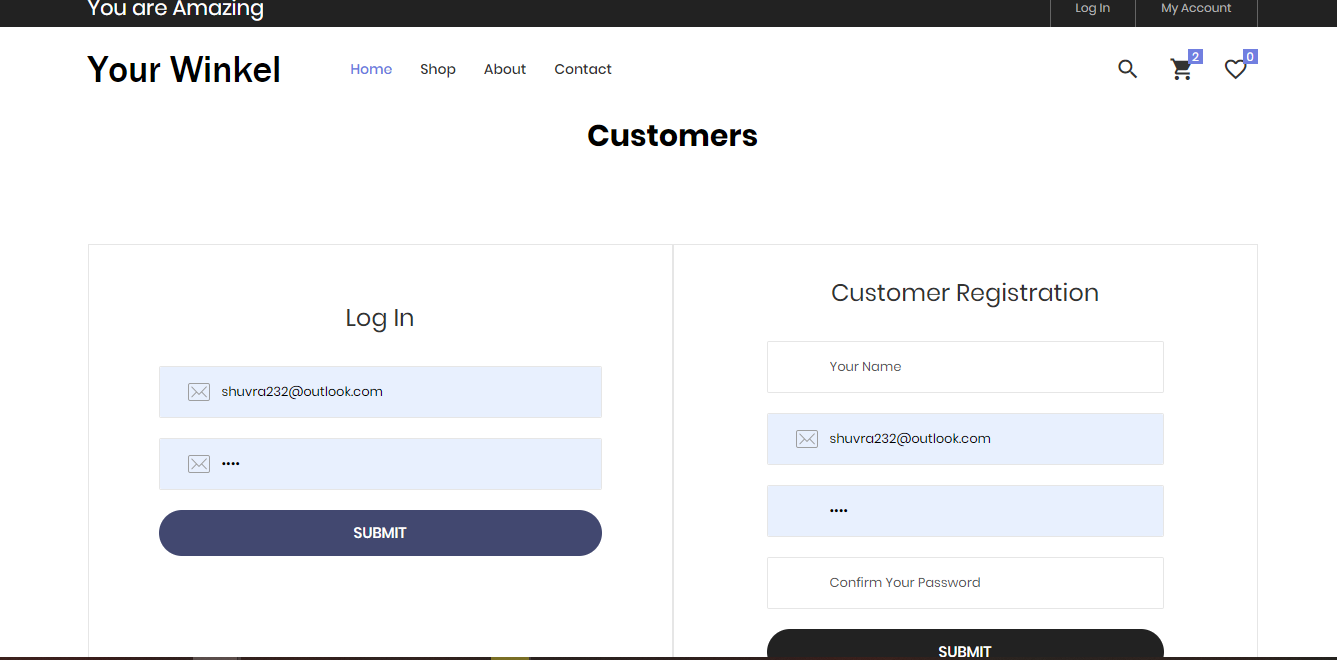 You are Amazing
Log In
My Account
Your Winkel
Home
Shop
About
Contact
2
0
Customers
Log In
shuvra232@outlook.com
••••
SUBMIT
Customer Registration
Your Name
shuvra232@outlook.com
••••
Confirm Your Password
SUBMIT